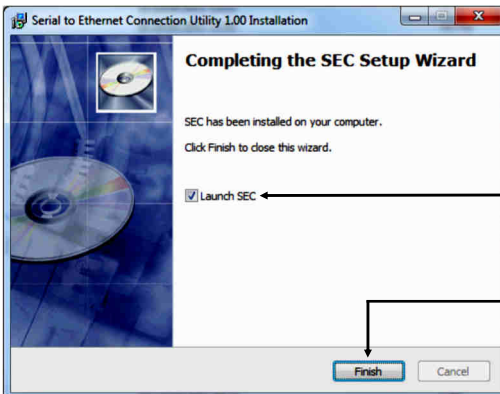 Serial to Ethernet Connection Utility 1.00 Installation
Completing the SEC Setup Wizard
SEC has been installed on your computer.
Click Finish to close this wizard.
Launch SEC
Finish
Cancel